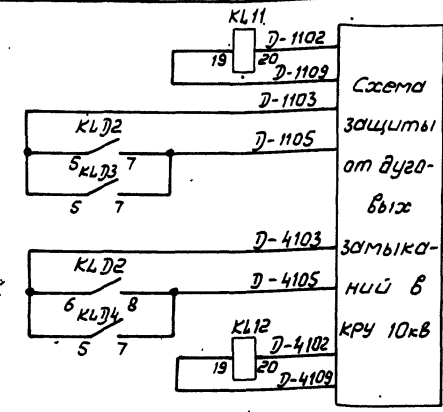 KL11
D-1102
19 20
D-1109
D-1103
KLD2
D-1105
5 7
KLD3
5 7
D-4103
KLD2
D-4105
6 8
KLD4
5 7
KL12
D-4102
19 20
D-4109
Схема
защиты
от дуго-
вых
замыка-
ний в
КРУ 10кВ